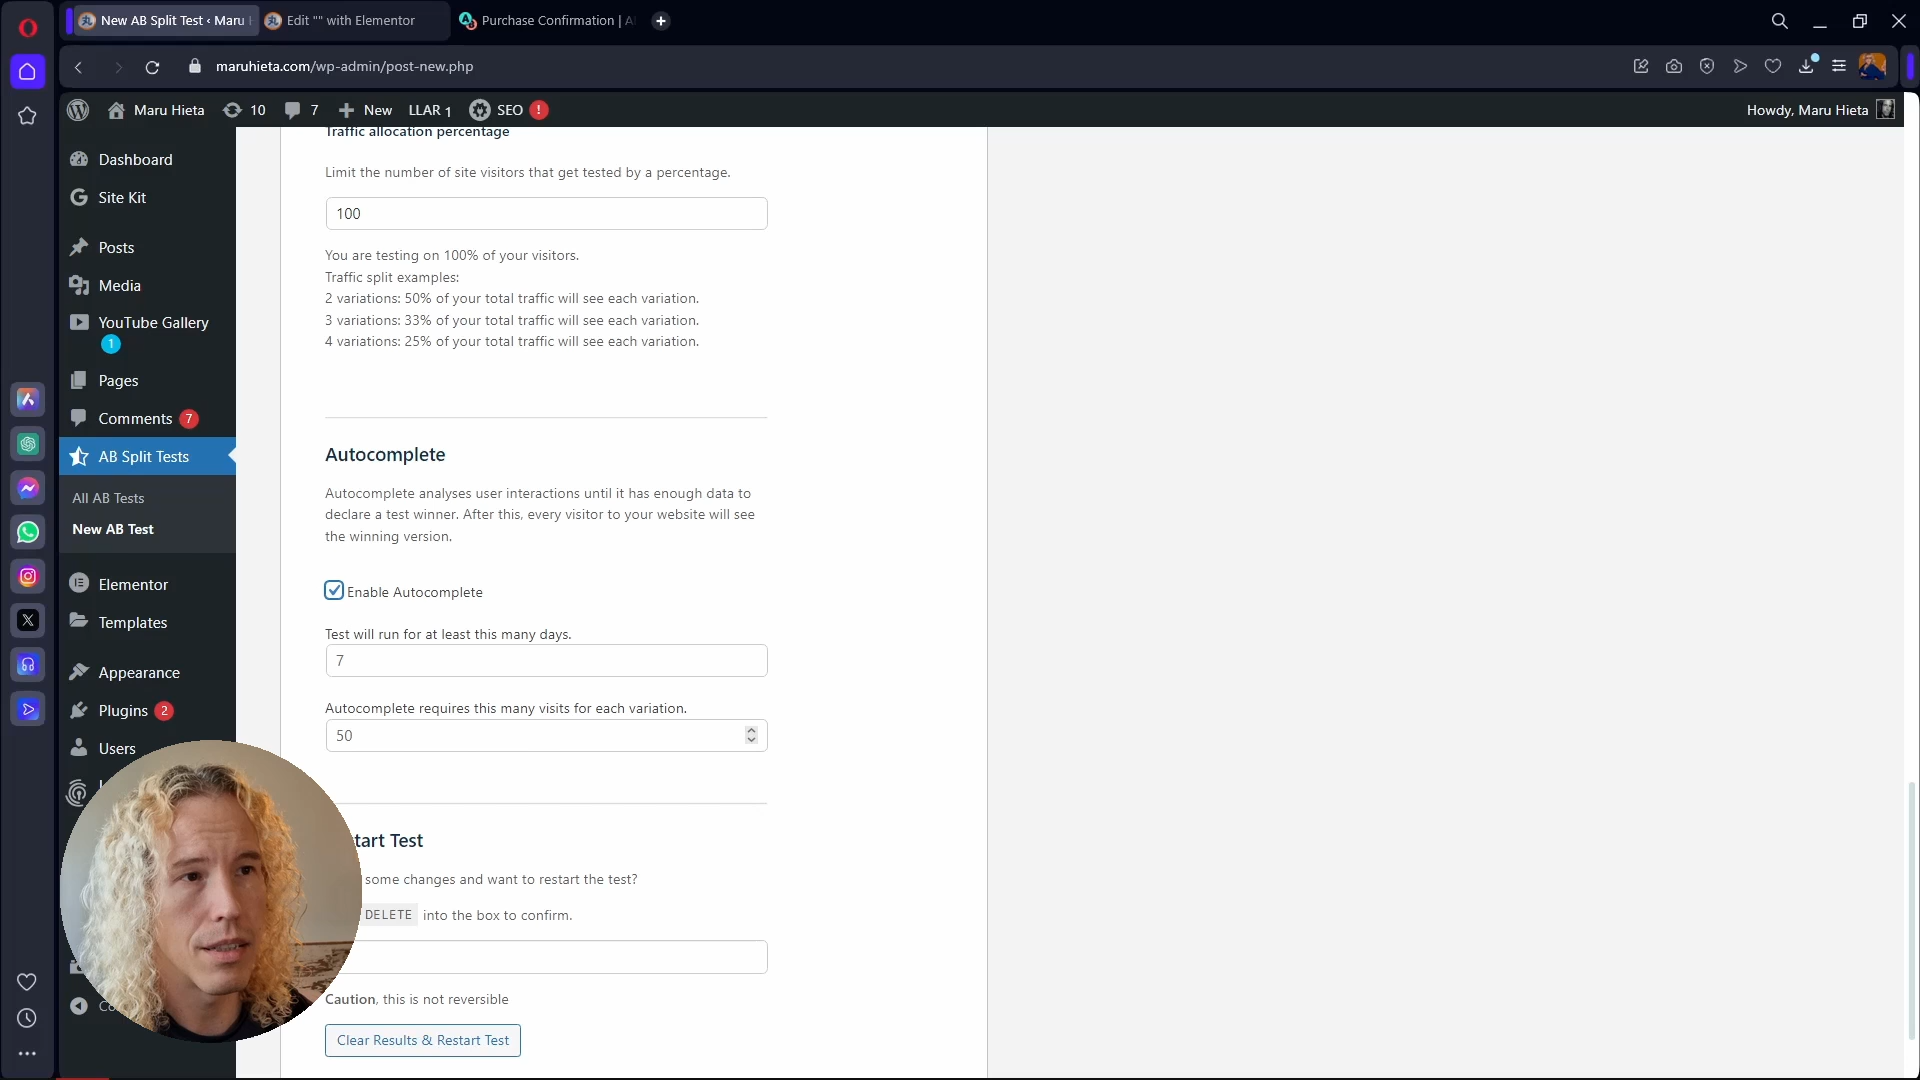 New AB Split Test ‹ Maru
Edit "" with Elementor
Purchase Confirmation |
maruhieta.com/wp-admin/post-new.php
Maru Hieta
10
7
New
LLAR 1
SEO
!
Howdy, Maru Hieta
Dashboard
Site Kit
Posts
Media
YouTube Gallery
1
Pages
Comments 7
AB Split Tests
All AB Tests
New AB Test
Elementor
Templates
Appearance
Plugins 2
Users
Traffic allocation percentage
Limit the number of site visitors that get tested by a percentage.
100
You are testing on 100% of your visitors.
Traffic split examples:
2 variations: 50% of your total traffic will see each variation.
3 variations: 33% of your total traffic will see each variation.
4 variations: 25% of your total traffic will see each variation.
Autocomplete
Autocomplete analyses user interactions until it has enough data to
declare a test winner. After this, every visitor to your website will see
the winning version.
Enable Autocomplete
Test will run for at least this many days.
7
Autocomplete requires this many visits for each variation.
50
tart Test
some changes and want to restart the test?
DELETE into the box to confirm.
Caution, this is not reversible
Clear Results & Restart Test